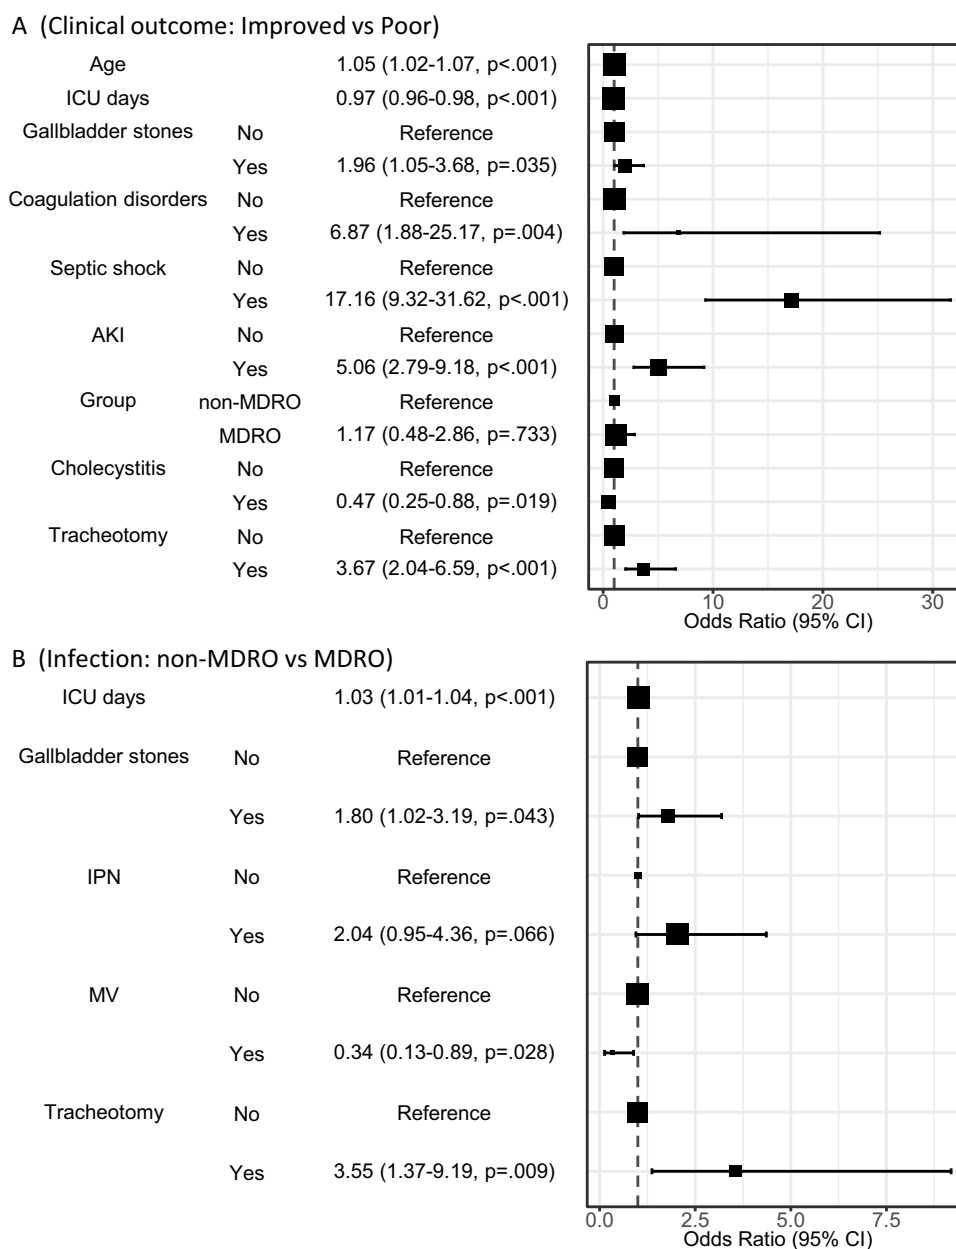 A (Clinical outcome: Improved vs Poor)
Age 1.05 (1.02-1.07, p<.001)
ICU days 0.97 (0.96-0.98, p<.001)
Gallbladder stones No Reference
Yes 1.96 (1.05-3.68, p=.035)
Coagulation disorders No Reference
Yes 6.87 (1.88-25.17, p=.004)
Septic shock No Reference
Yes 17.16 (9.32-31.62, p<.001)
AKI No Reference
Yes 5.06 (2.79-9.18, p<.001)
Group non-MDRO Reference
MDRO 1.17 (0.48-2.86, p=.733)
Cholecystitis No Reference
Yes 0.47 (0.25-0.88, p=.019)
Tracheotomy No Reference
Yes 3.67 (2.04-6.59, p<.001)
0 10 20 30
Odds Ratio (95% CI)
B (Infection: non-MDRO vs MDRO)
ICU days 1.03 (1.01-1.04, p<.001)
Gallbladder stones No Reference
Yes 1.80 (1.02-3.19, p=.043)
IPN No Reference
Yes 2.04 (0.95-4.36, p=.066)
MV No Reference
Yes 0.34 (0.13-0.89, p=.028)
Tracheotomy No Reference
Yes 3.55 (1.37-9.19, p=.009)
0.0 2.5 5.0 7.5
Odds Ratio (95% CI)